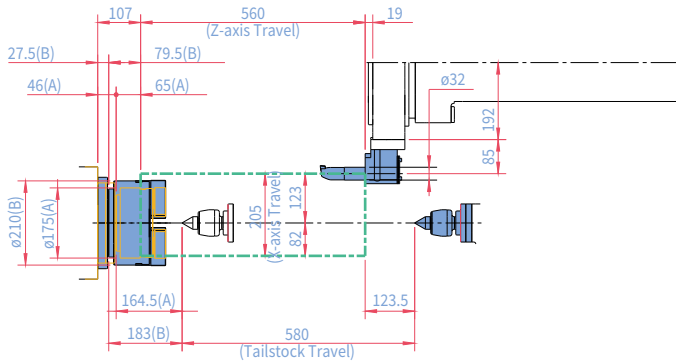 107
560
19
(Z-axis Travel)
27.5(B)
79.5(B)
46(A)
65(A)
ø32
192
85
ø210(B)
ø175(A)
205
(X-axis Travel)
123
82
164.5(A)
123.5
183(B)
580
(Tailstock Travel)